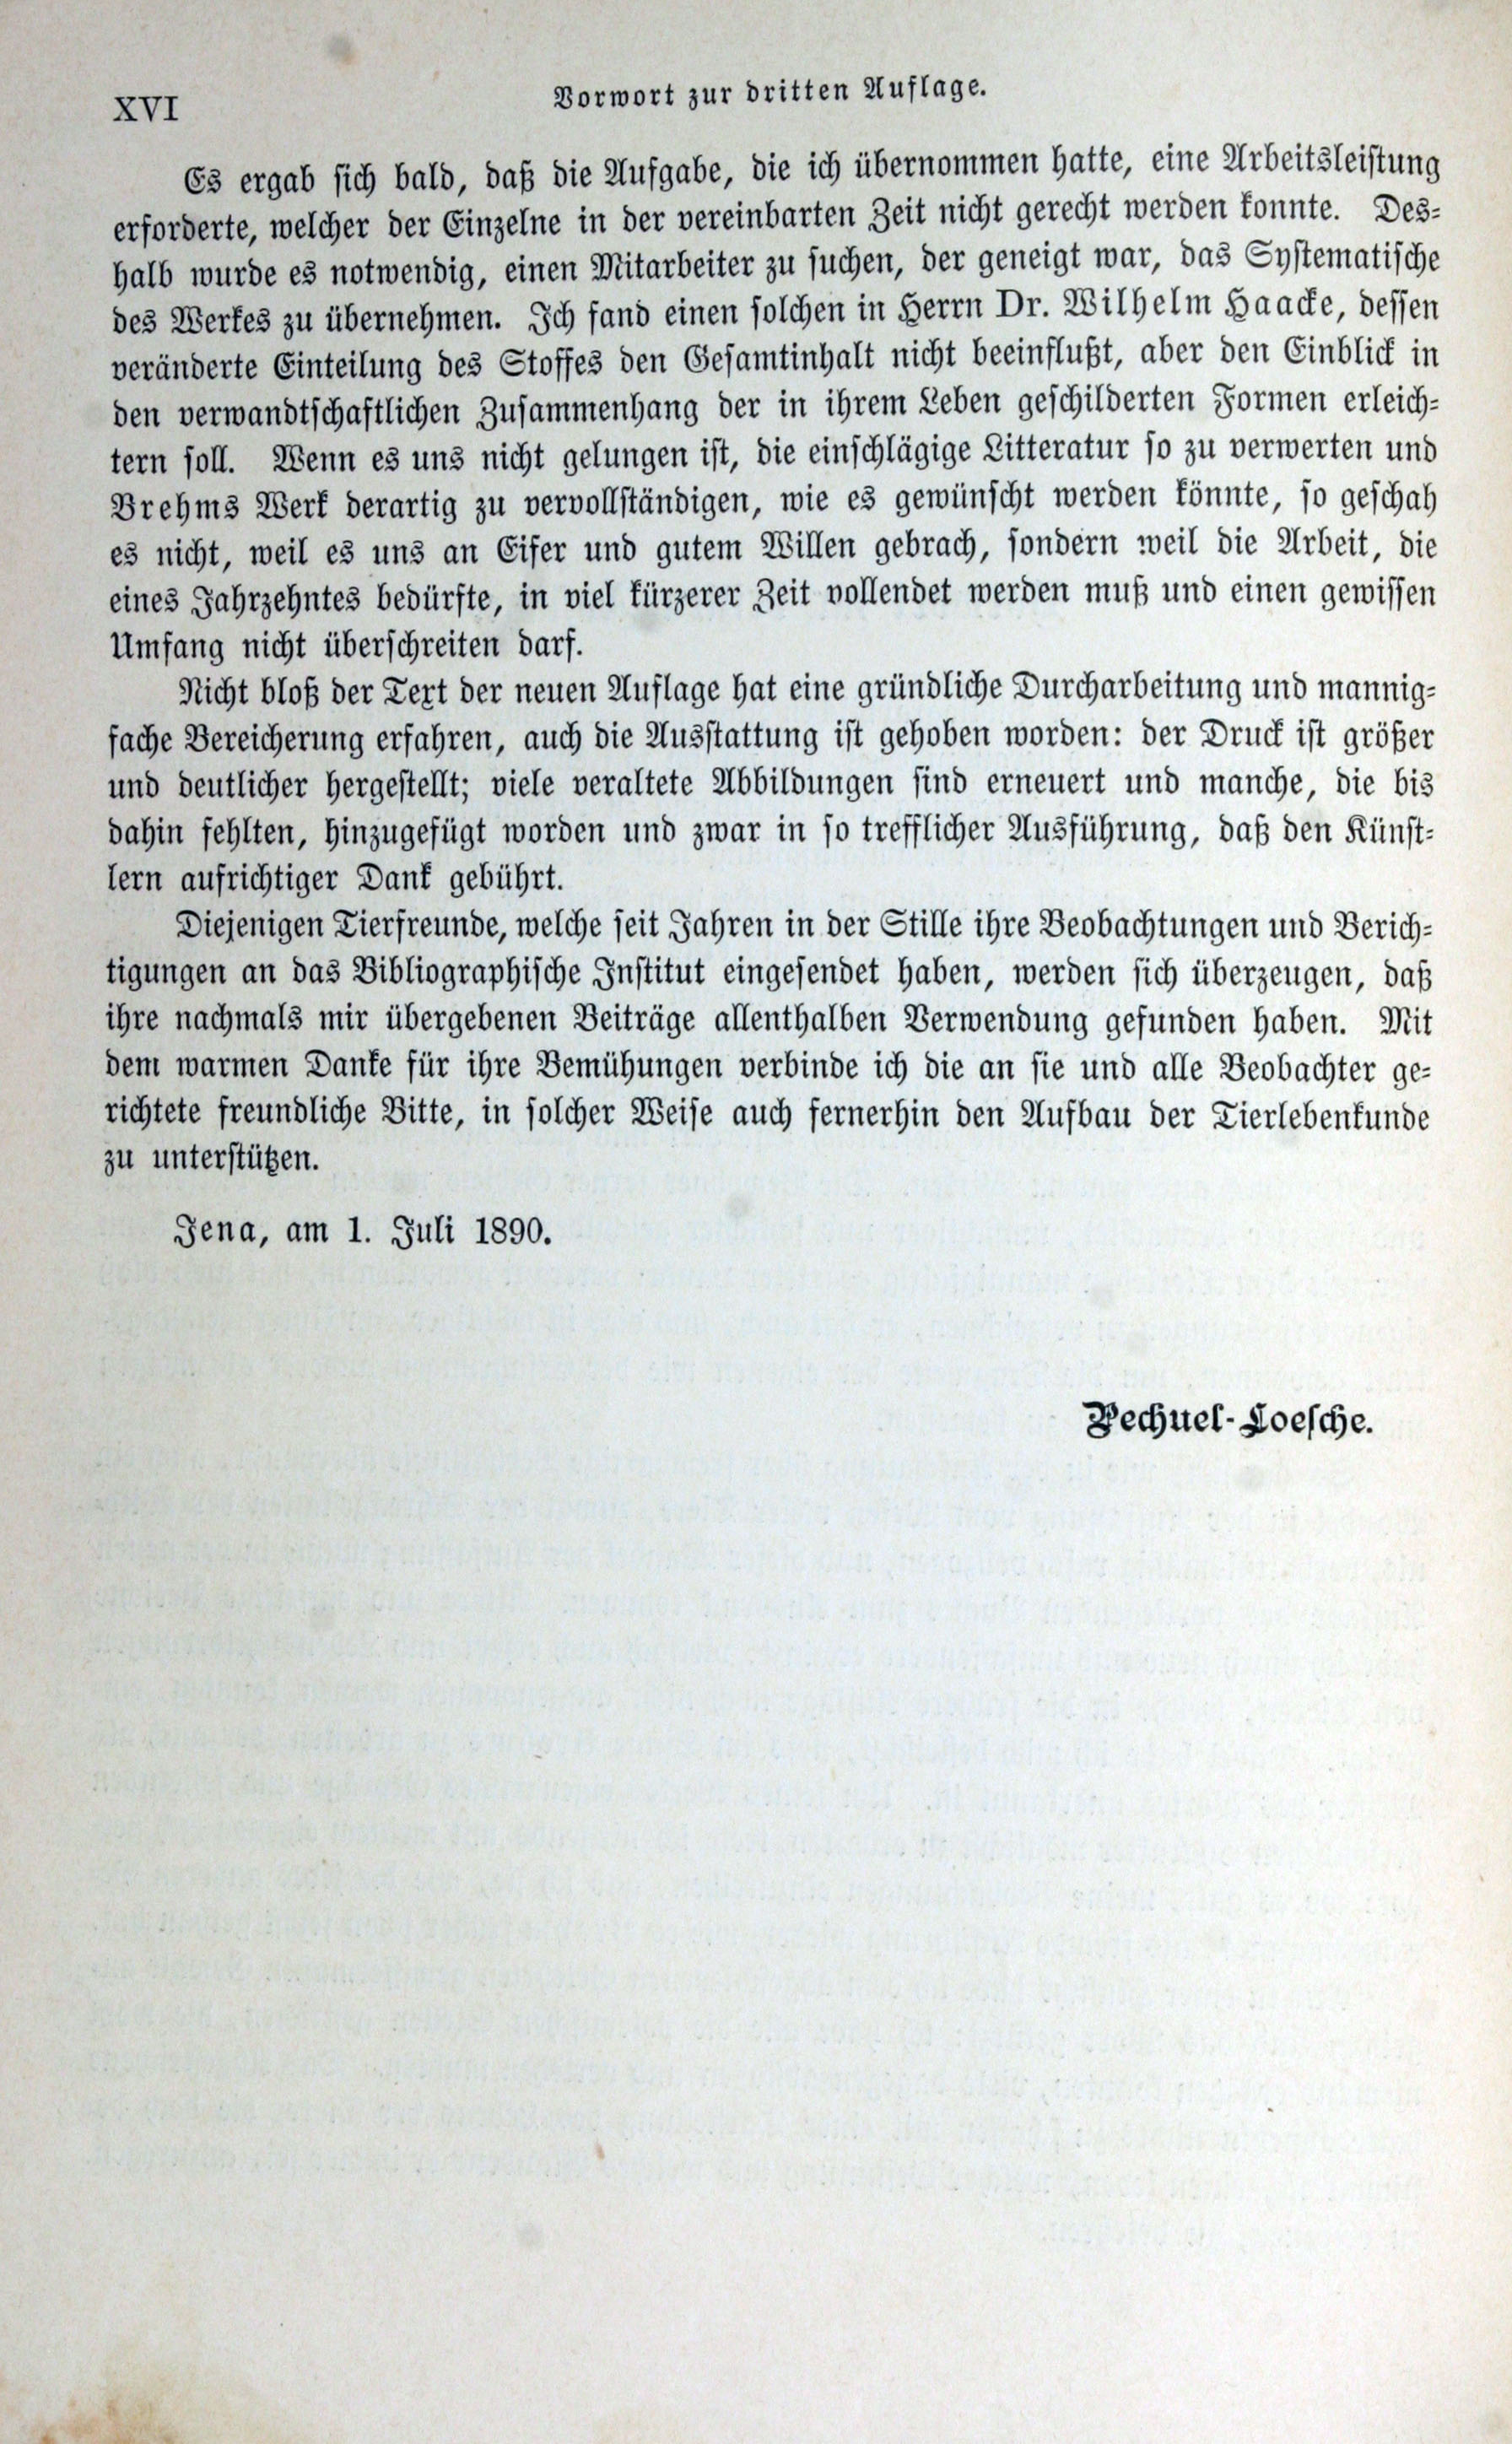 XVI
Vorwort zur dritten Auflage.
Es ergab sich bald, daß die Aufgabe, die ich übernommen hatte, eine Arbeitsleistung
erforderte, welcher der Einzelne in der vereinbarten Zeit nicht gerecht werden konnte. Des-
halb wurde es notwendig, einen Mitarbeiter zu suchen, der geneigt war, das Systematische
des Werkes zu übernehmen. Ich fand einen solchen in Herrn Dr. Wilhelm Haacke, dessen
veränderte Einteilung des Stoffes den Gesamtinhalt nicht beeinflußt, aber den Einblick in
den verwandtschaftlichen Zusammenhang der in ihrem Leben geschilderten Formen erleich-
tern soll. Wenn es uns nicht gelungen ist, die einschlägige Litteratur so zu verwerten und
Brehms Werk derartig zu vervollständigen, wie es gewünscht werden könnte, so geschah
es nicht, weil es uns an Eifer und gutem Willen gebrach, sondern weil die Arbeit, die
eines Jahrzehntes bedürfte, in viel kürzerer Zeit vollendet werden muß und einen gewissen
Umfang nicht überschreiten darf.
Nicht bloß der Text der neuen Auflage hat eine gründliche Durcharbeitung und mannig-
fache Bereicherung erfahren, auch die Ausstattung ist gehoben worden: der Druck ist größer
und deutlicher hergestellt; viele veraltete Abbildungen sind erneuert und manche, die bis
dahin fehlten, hinzugefügt worden und zwar in so trefflicher Ausführung, daß den Künst-
lern aufrichtiger Dank gebührt.
Diejenigen Tierfreunde, welche seit Jahren in der Stille ihre Beobachtungen und Berich-
tigungen an das Bibliographische Institut eingesendet haben, werden sich überzeugen, daß
ihre nachmals mir übergebenen Beiträge allenthalben Verwendung gefunden haben. Mit
dem warmen Danke für ihre Bemühungen verbinde ich die an sie und alle Beobachter ge-
richtete freundliche Bitte, in solcher Weise auch fernerhin den Aufbau der Tierlebenkunde
zu unterstützen.
Jena, am 1. Juli 1890.
Pechuel-Loesche.